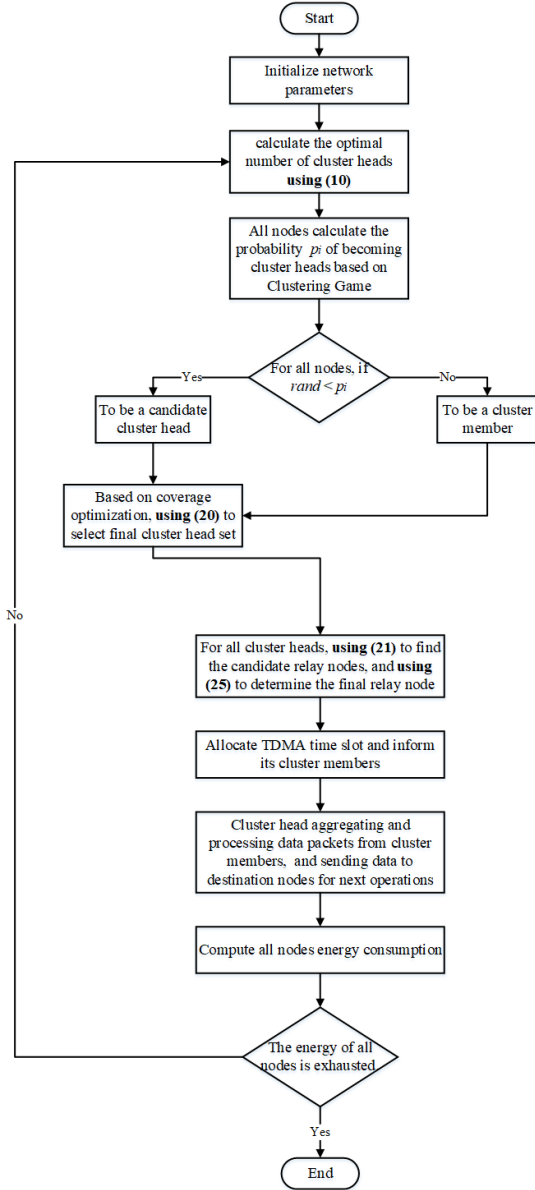 Start
Initialize network
parameters
calculate the optimal
number of cluster heads
using (10)
All nodes calculate the
probability pi of becoming
cluster heads based on
Clustering Game
For all nodes, if
rand < pi
Yes
No
To be a candidate
cluster head
To be a cluster
member
Based on coverage
optimization, using (20) to
select final cluster head set
No
For all cluster heads, using (21) to find
the candidate relay nodes, and using
(25) to determine the final relay node
Allocate TDMA time slot and inform
its cluster members
Cluster head aggregating and
processing data packets from cluster
members, and sending data to
destination nodes for next operations
Compute all nodes energy consumption
The energy of all
nodes is exhausted
Yes
End